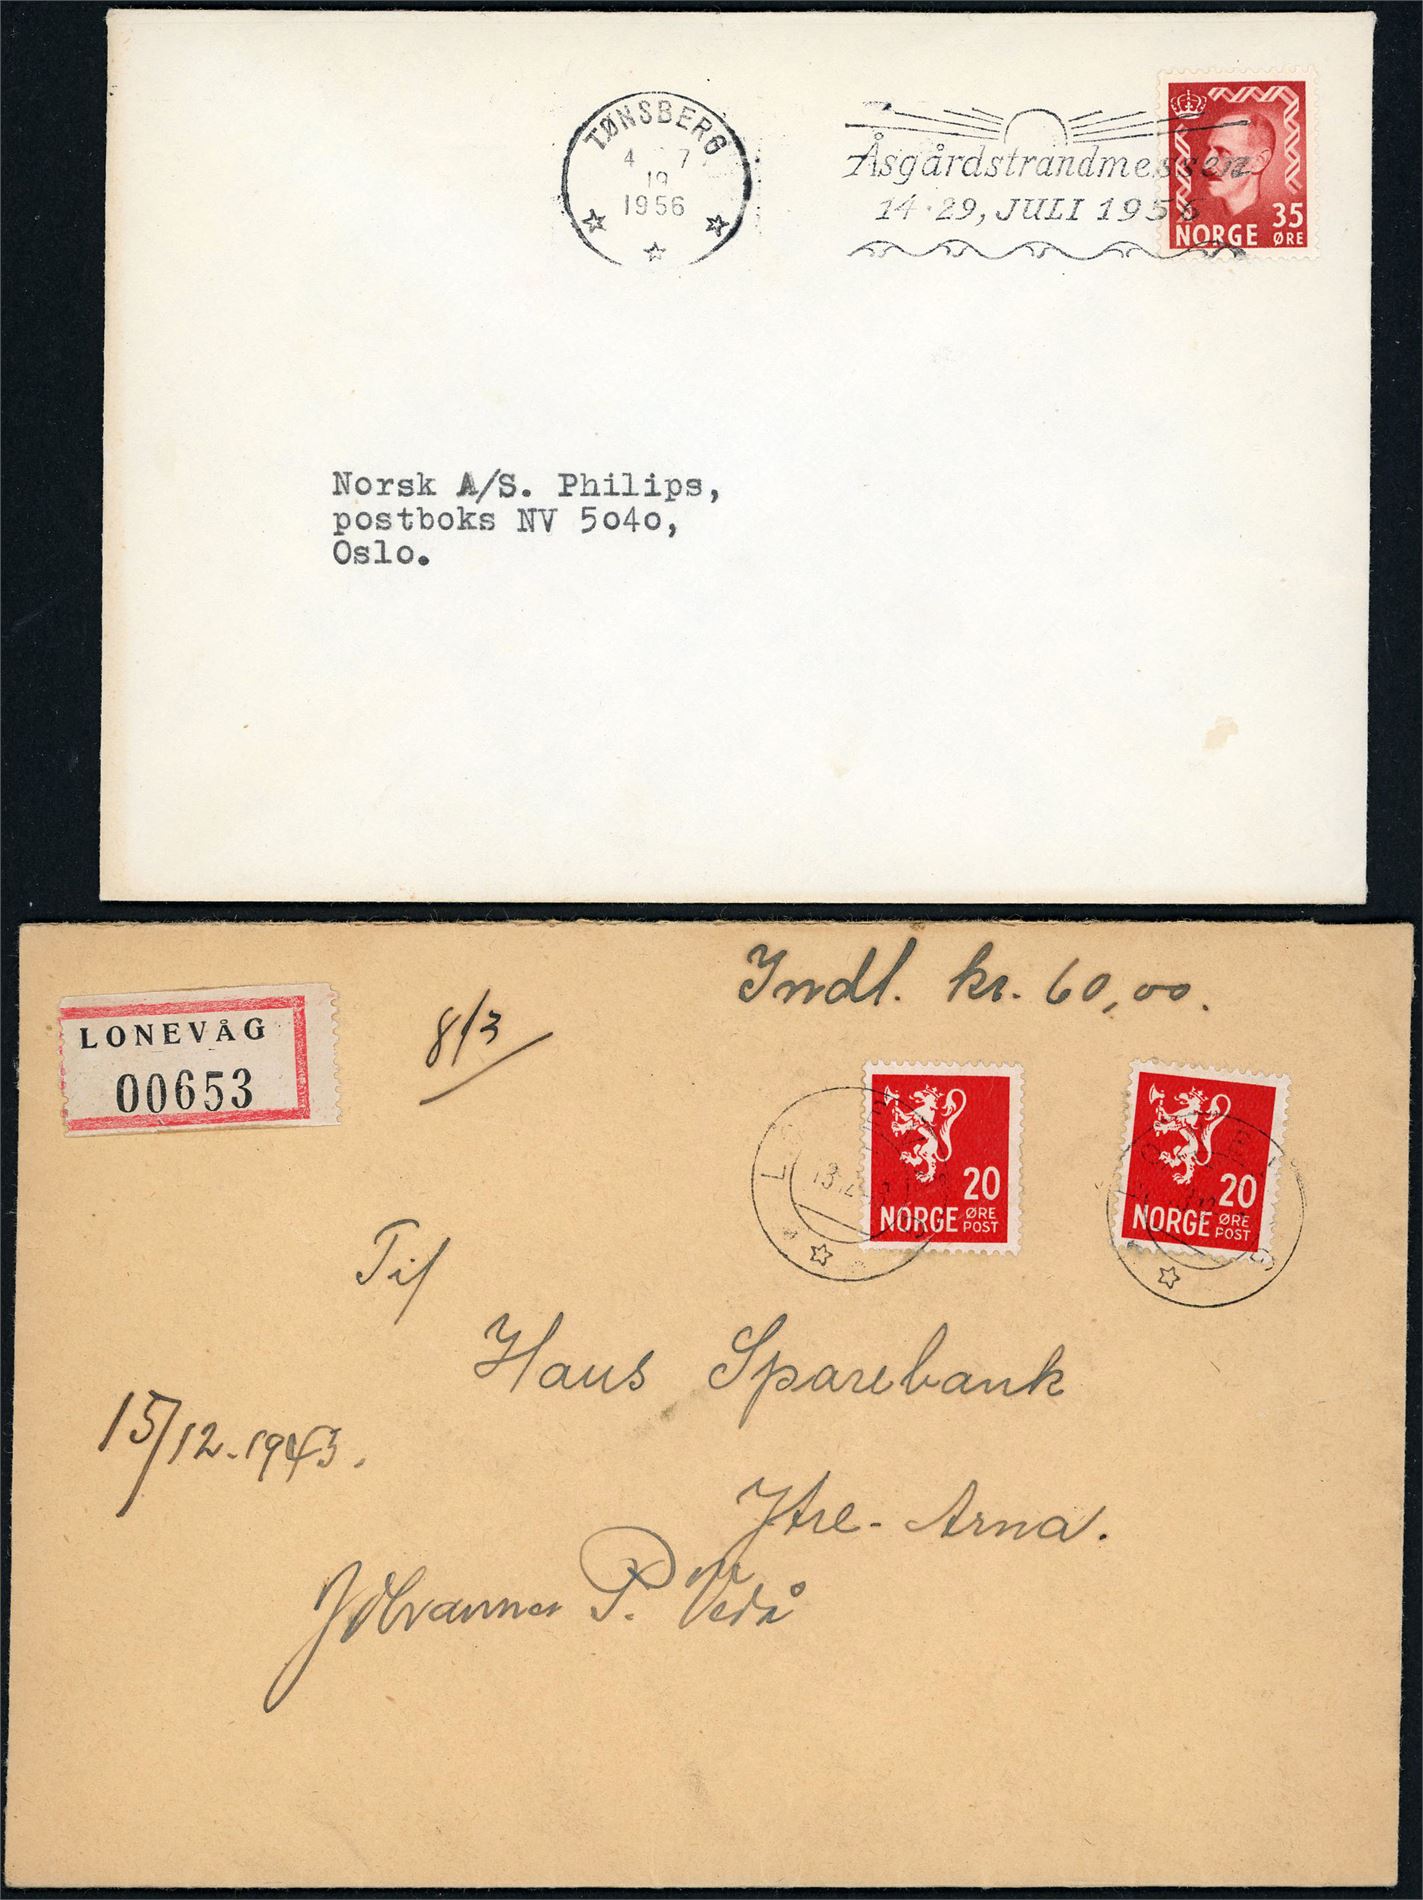 TØNSBERG
4 7
19
1956
Åsgårdstrandmessen
14-29, JULI 1956
35
NORGE ØRE
Norsk A/S. Philips,
postboks NV 5040,
Oslo.
Indl. kr. 60,00.
8/3
LONEVÅG
00653
20
NORGE ØRE
POST
20
NORGE ØRE
POST
Til
Haus Sparebank
15/12-1943.
Ytre-Arna.
Johannes P.